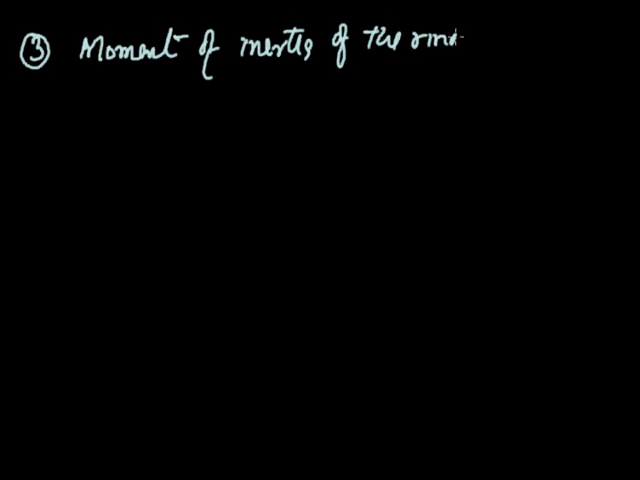 ③ Moment of inertia of the